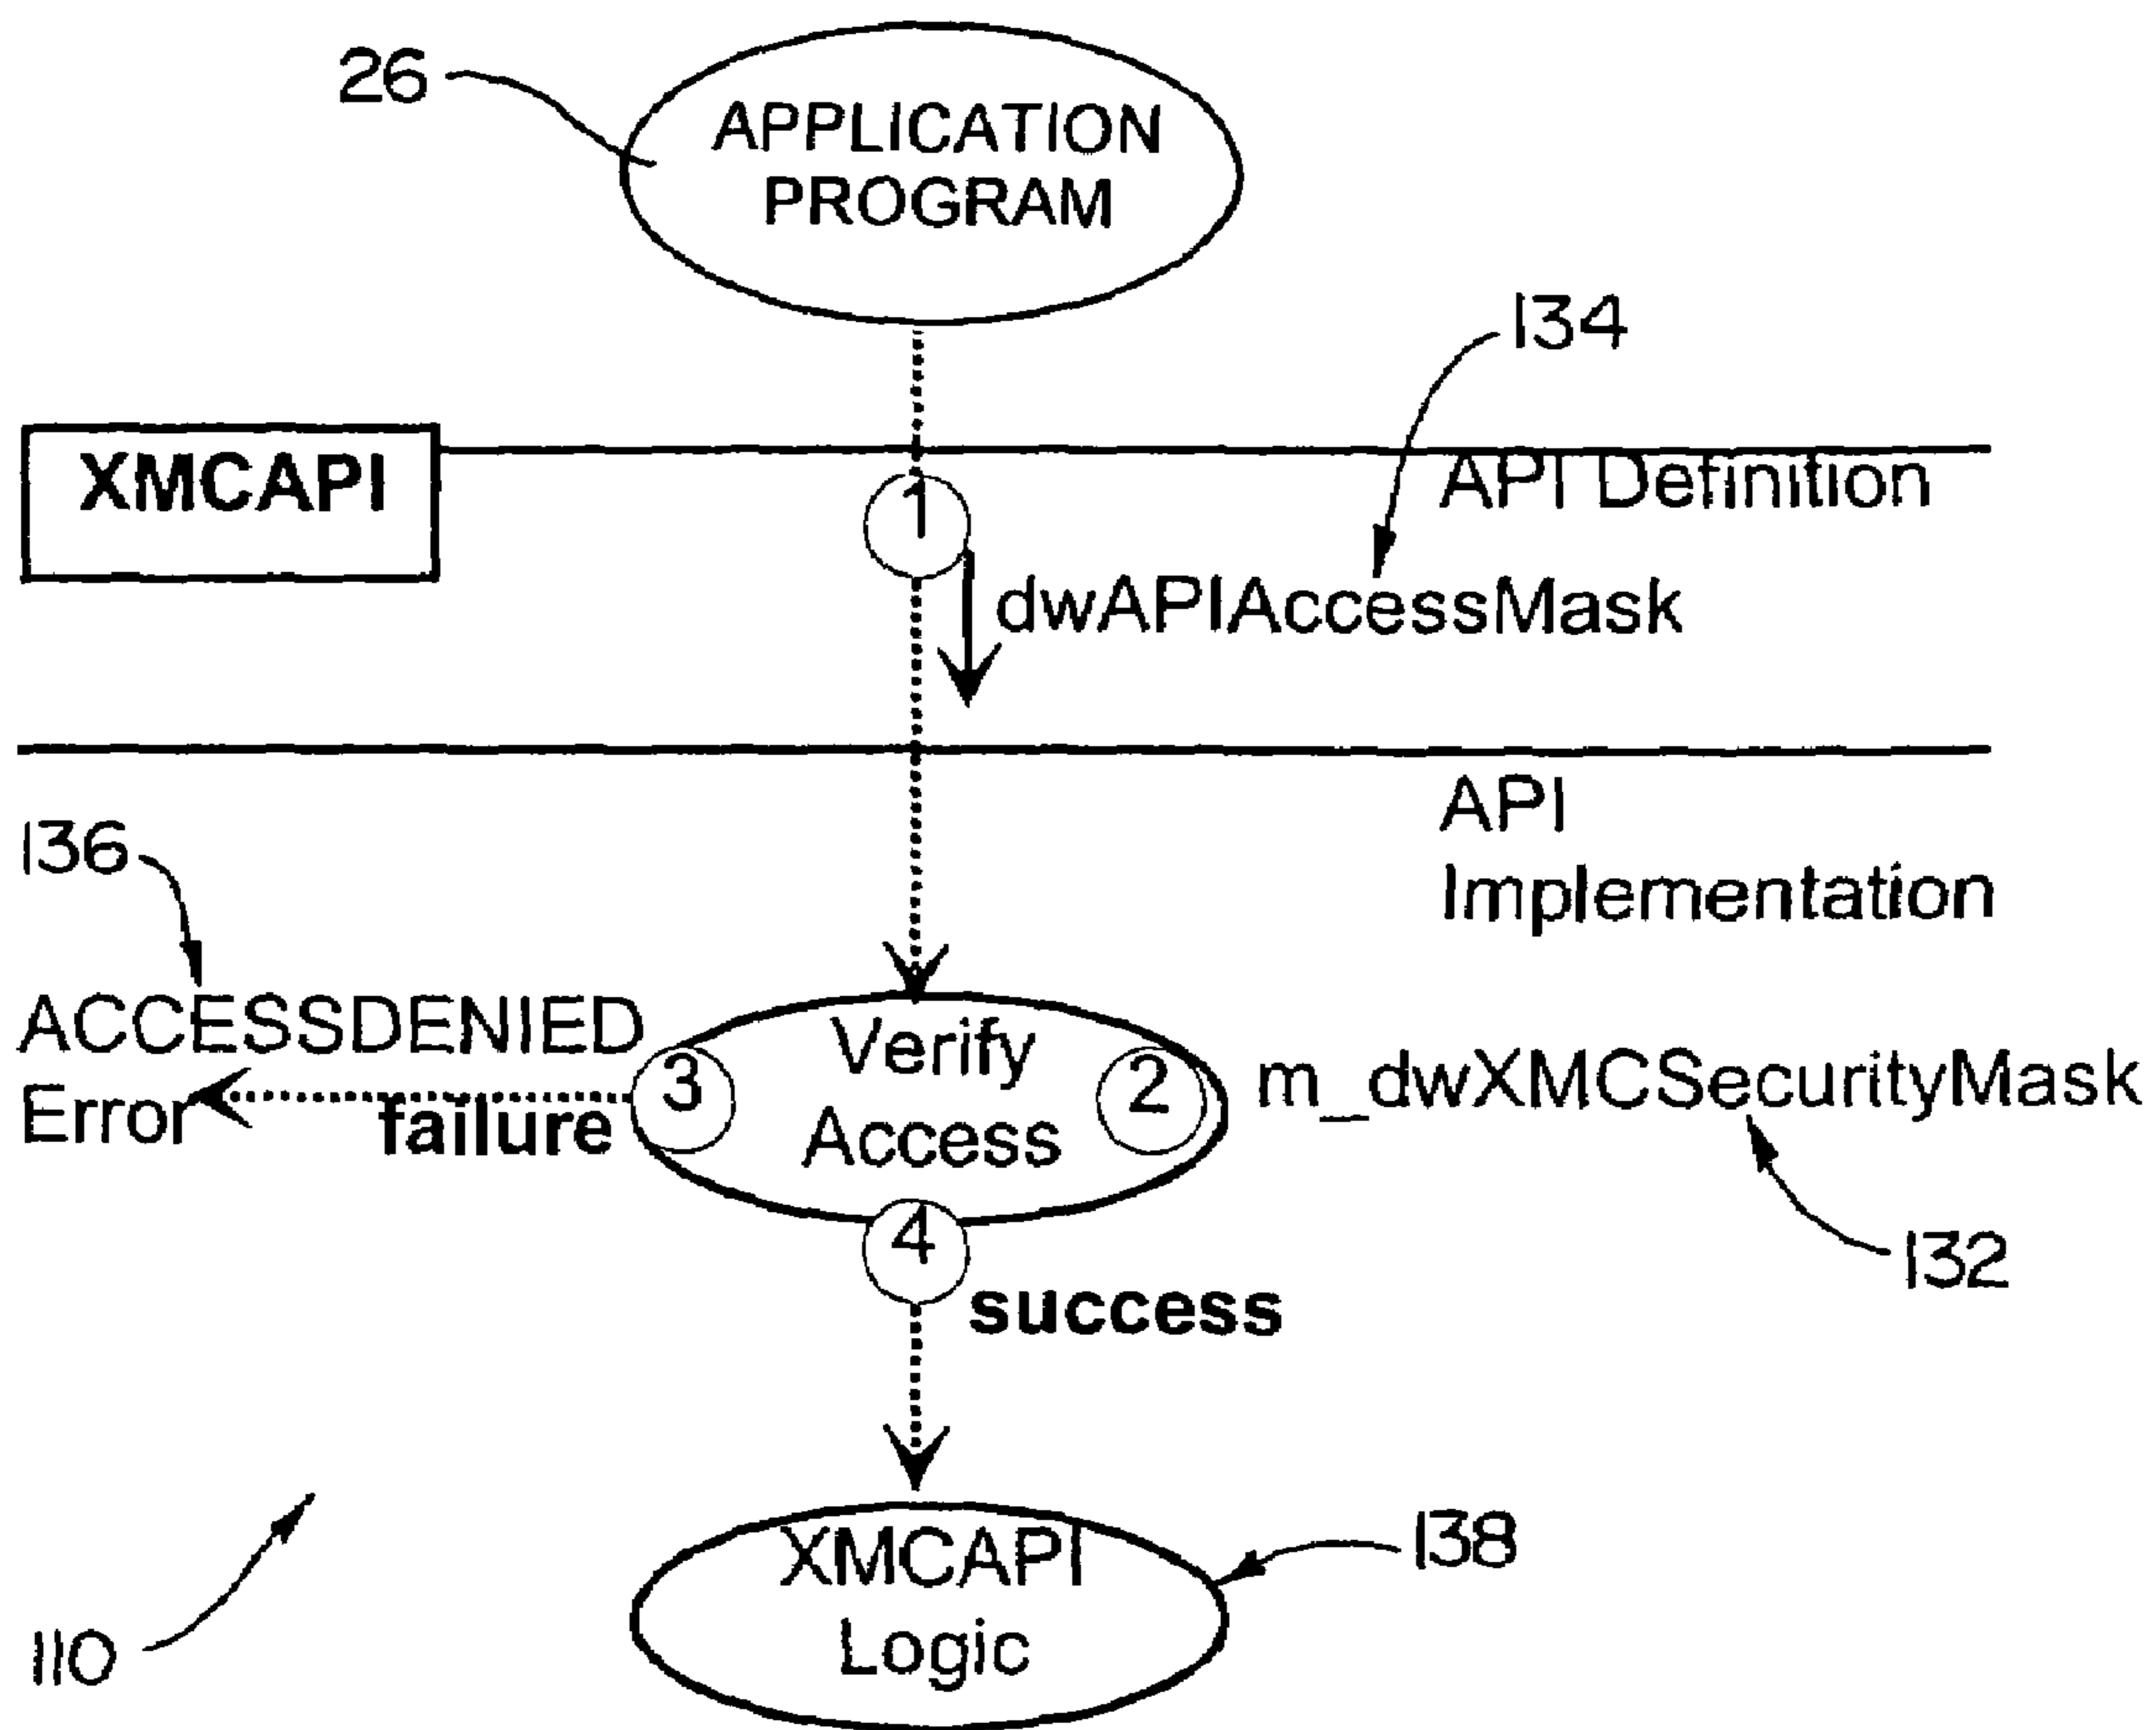 26
APPLICATION
PROGRAM
134
XMCAPI
1
API Definition
dwAPIAccessMask
API
Implementation
136
ACCESSDENIED
Error
failure
3
Verify
Access
2
m_dwXMCSecurityMask
4
success
132
XMCAPI
Logic
138
110